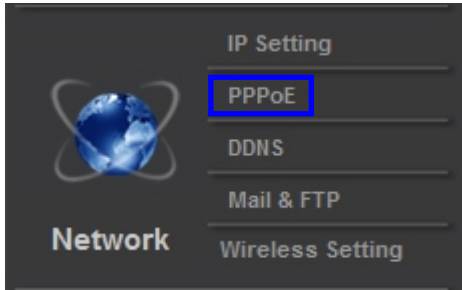 IP Setting
PPPoE
DDNS
Mail & FTP
Network
Wireless Setting